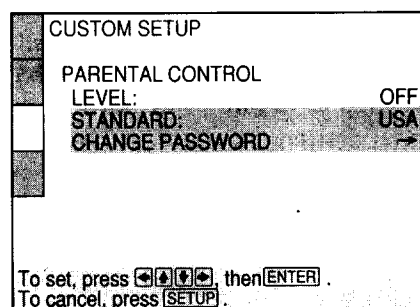 CUSTOM SETUP
PARENTAL CONTROL
LEVEL: OFF
STANDARD: USA
CHANGE PASSWORD →
To set, press ←↑↓→, then ENTER .
To cancel, press SETUP .